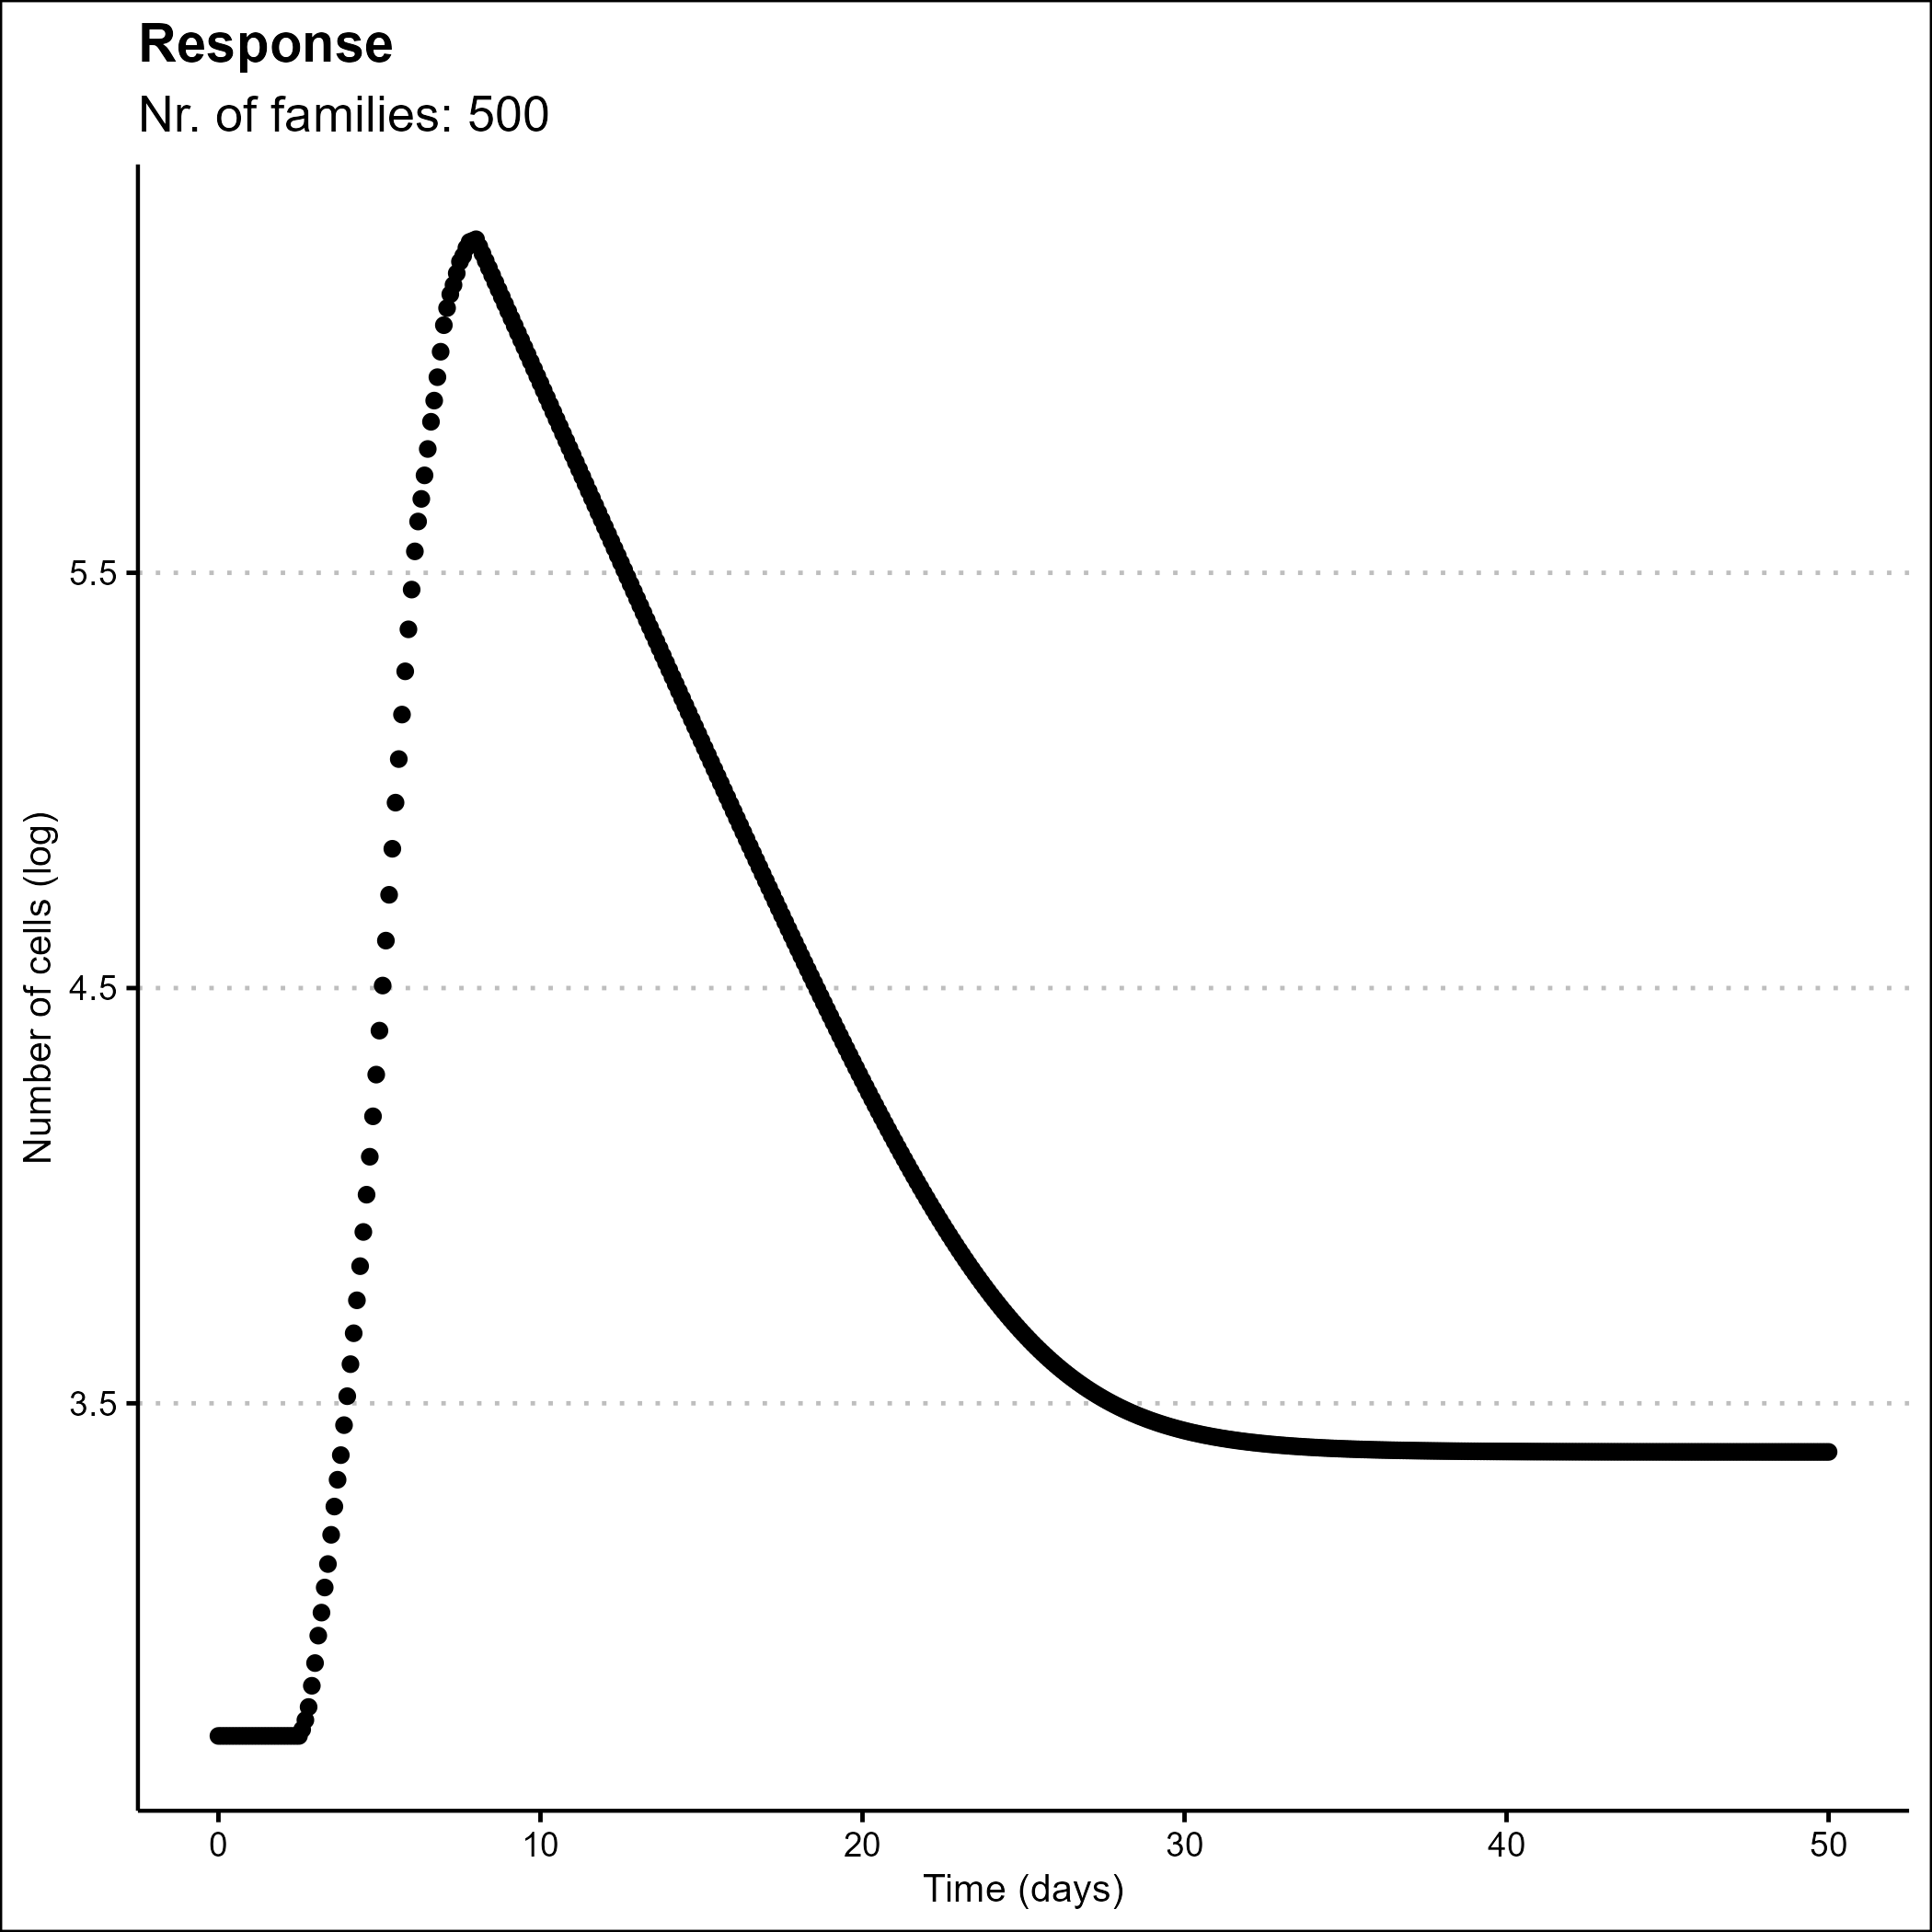 Response
Nr. of families: 500
Number of cells (log)
5.5
4.5
3.5
0 10 20 30 40 50
Time (days)